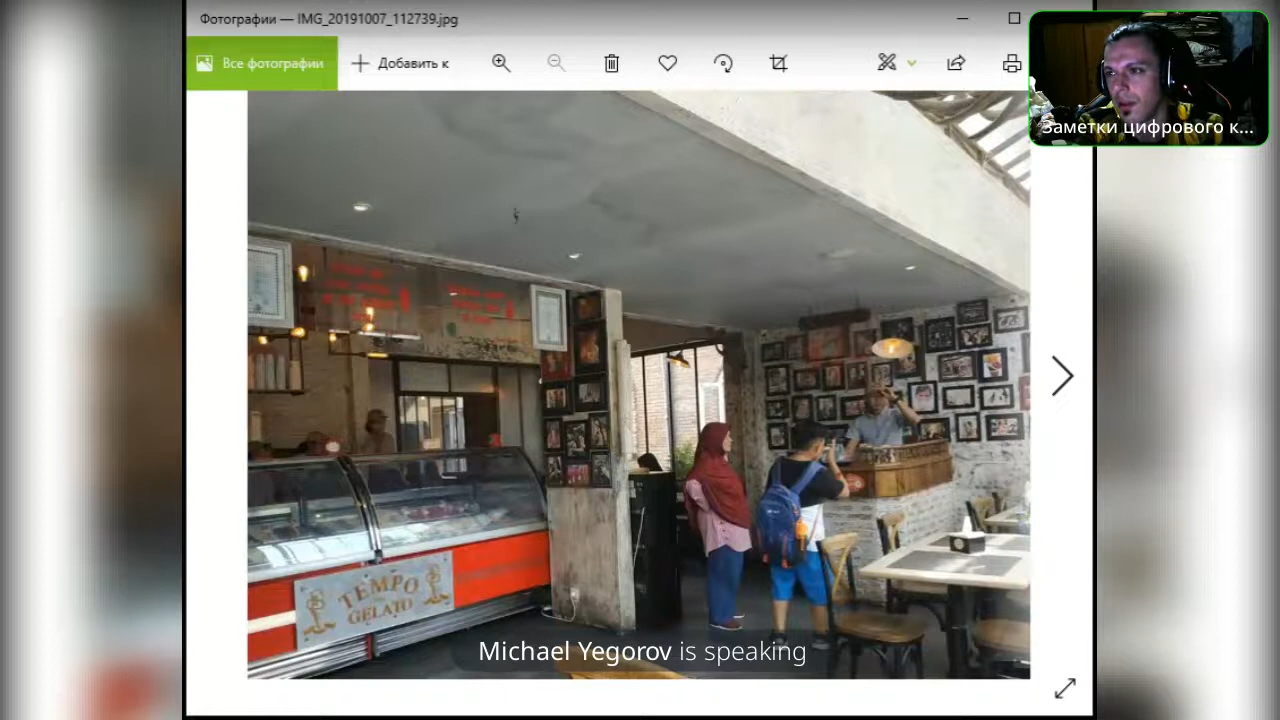 Фотографии — IMG_20191007_112739.jpg
Все фотографии
Добавить к
Заметки цифрового к...
TEMPO
GELATO
Michael Yegorov is speaking